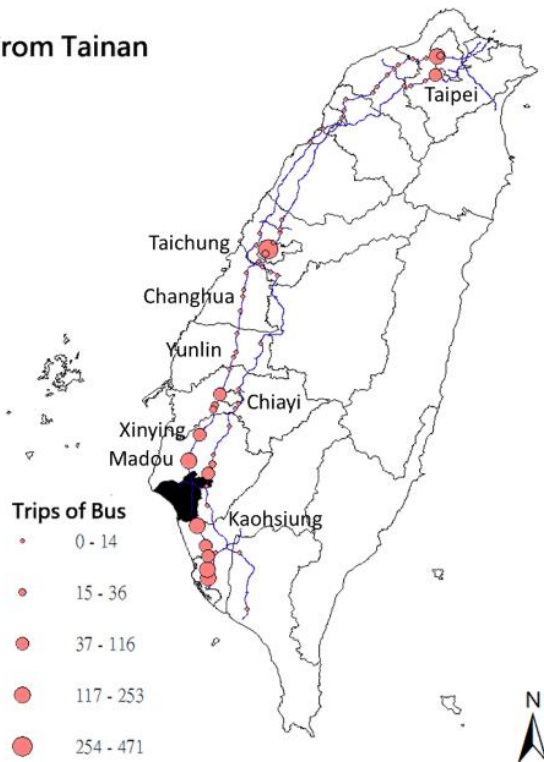 From Tainan
Taipei
Taichung
Changhua
Yunlin
Chiayi
Xinying
Madou
Kaohsiung
Trips of Bus
0 - 14
15 - 36
37 - 116
117 - 253
254 - 471
N